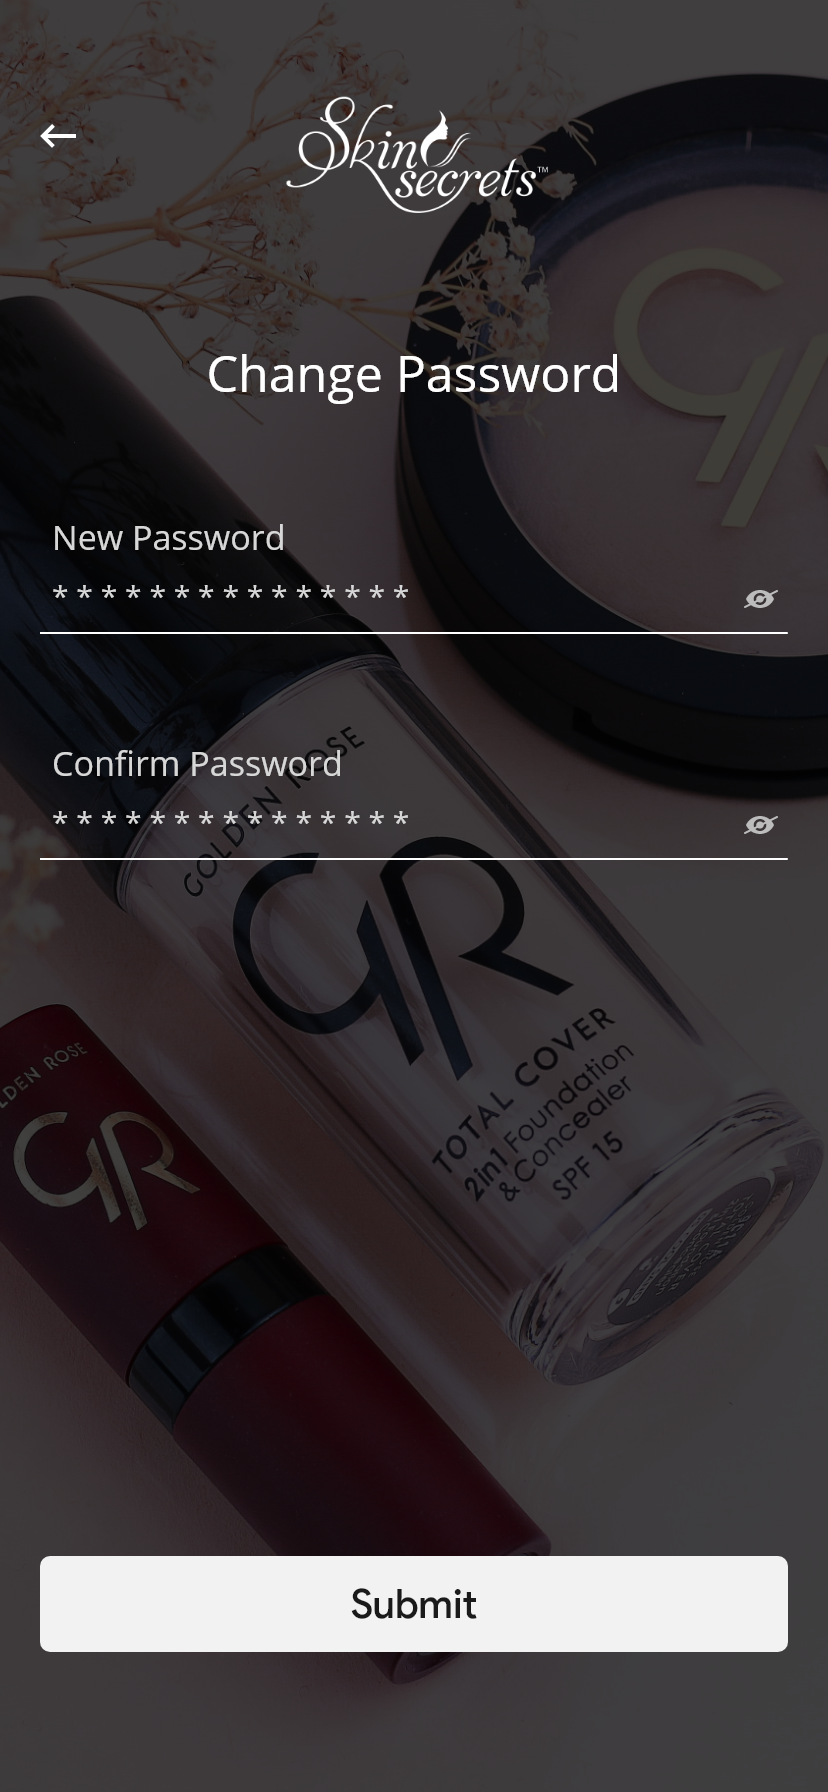 Skin
secrets™
Change Password
New Password
***************
GOLDEN ROSE
Confirm Password
***************
GR
TOTAL COVER
2in1 Foundation
& Concealer
SPF 15
LDEN ROSE
GR
Submit